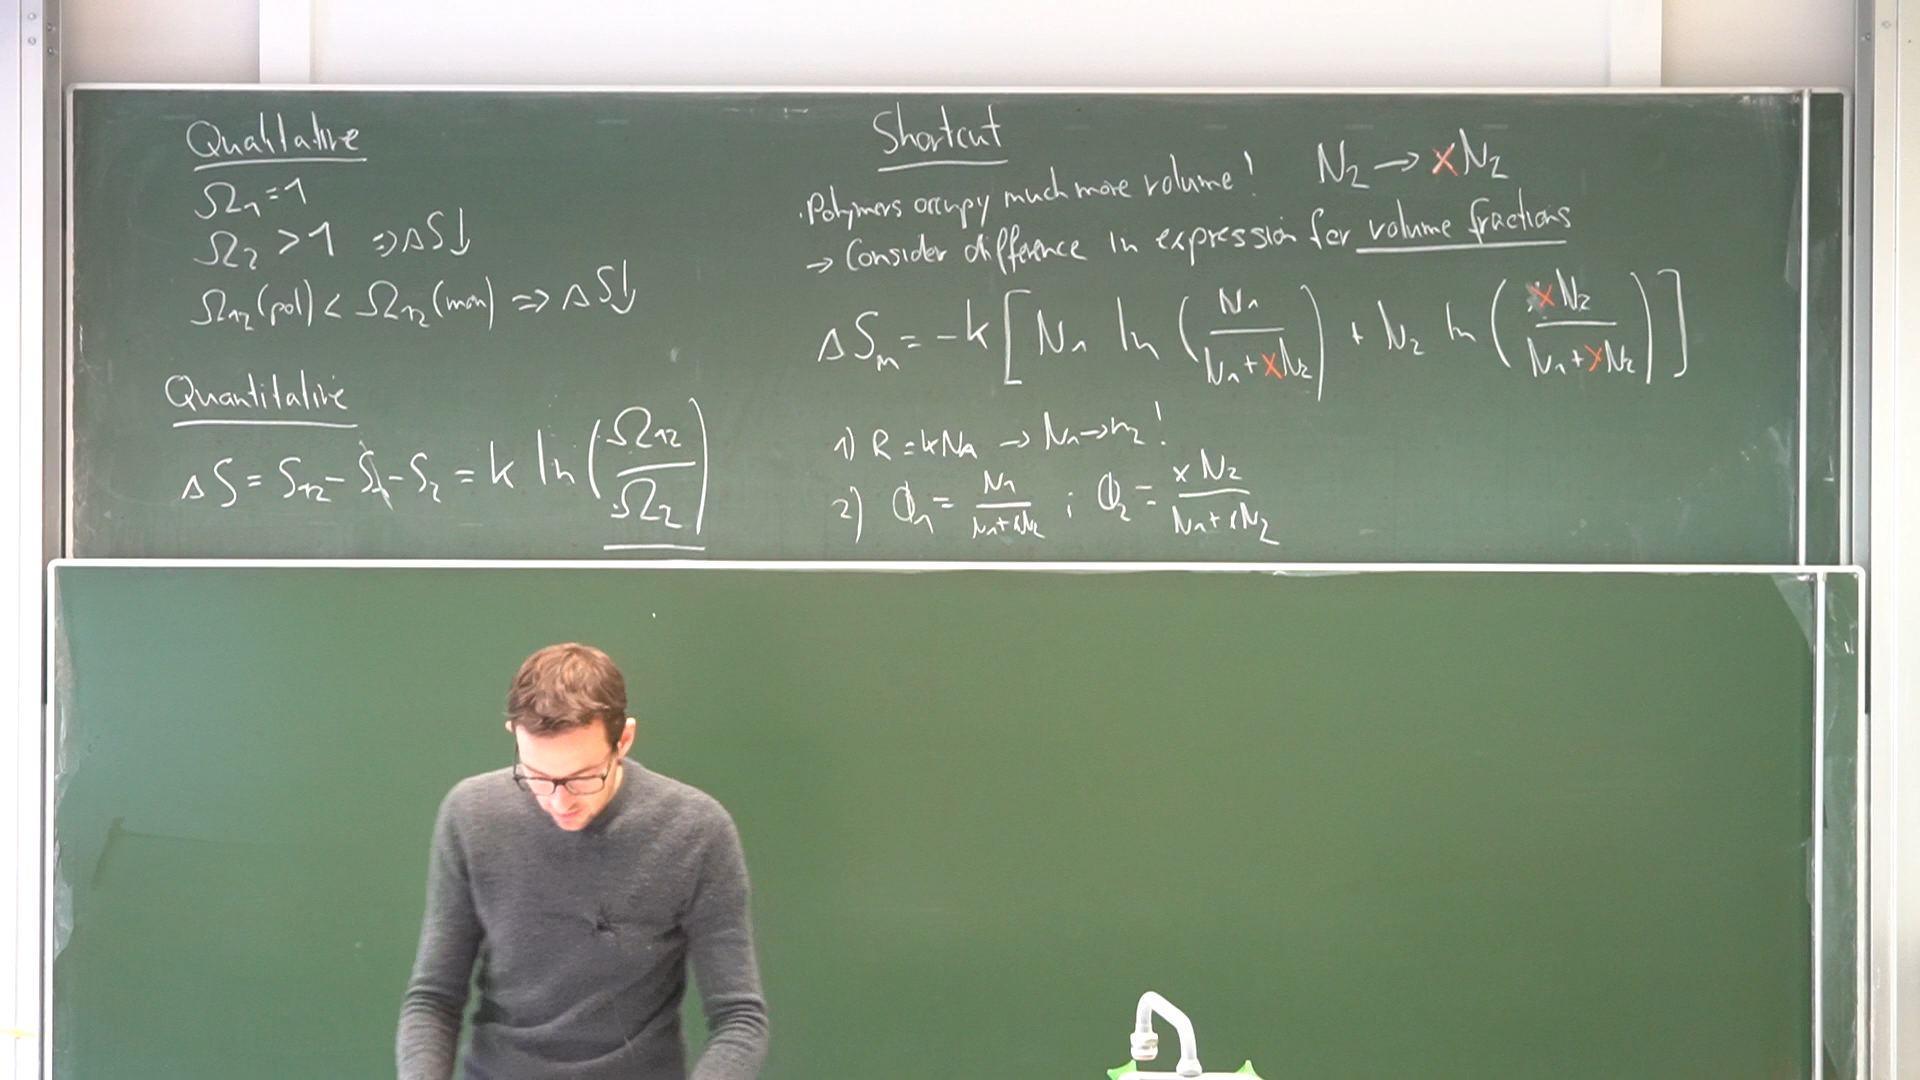 Qualitative
Ω₁ = 1
Ω₂ > 1 ⇒ ΔS↓
Ω₁₂ (pol) < Ω₁₂ (mon) ⇒ ΔS↓
Quantitative
ΔS = S₁₂ - S₁ - S₂ = k ln (Ω₁₂ / Ω₂)
Shortcut
· Polymers occupy much more volume! N₂ → xN₂
→ Consider difference in expression for volume fractions
ΔSₘ = -k [ N₁ ln ( N₁ / (N₁ + xN₂) ) + N₂ ln ( xN₂ / (N₁ + xN₂) ) ]
1) R = kNA → N₁ → n₂!
2) Φ₁ = N₁ / (N₁ + xN₂) ; Φ₂ = xN₂ / (N₁ + xN₂)